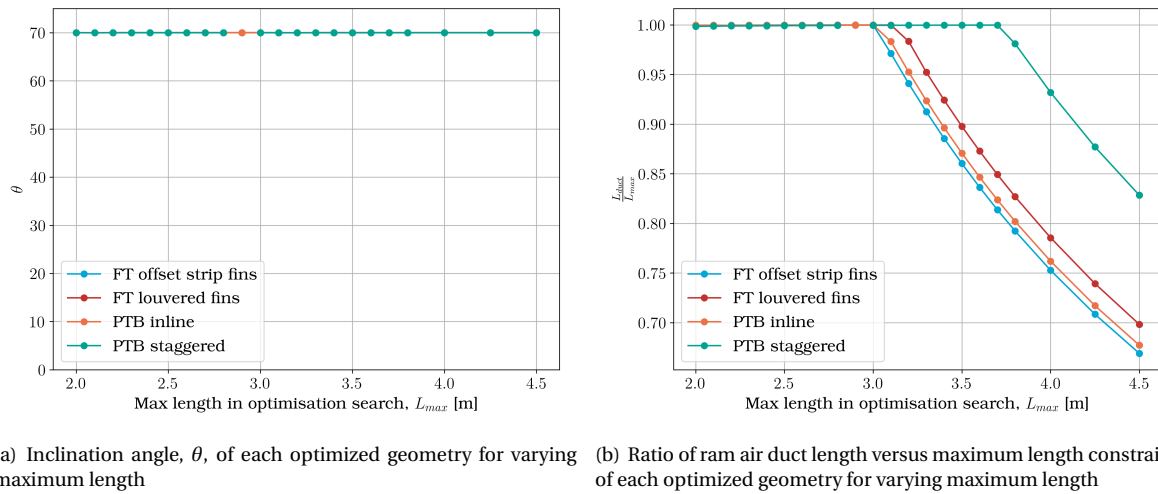 70
60
50
40
30
20
10
0
θ
FT offset strip fins
FT louvered fins
PTB inline
PTB staggered
2.0 2.5 3.0 3.5 4.0 4.5
Max length in optimisation search, L_max [m]
a) Inclination angle, θ, of each optimized geometry for varying
maximum length
1.00
0.95
0.90
0.85
0.80
0.75
0.70
L_duct
L_max
FT offset strip fins
FT louvered fins
PTB inline
PTB staggered
2.0 2.5 3.0 3.5 4.0 4.5
Max length in optimisation search, L_max [m]
(b) Ratio of ram air duct length versus maximum length constrai
of each optimized geometry for varying maximum length